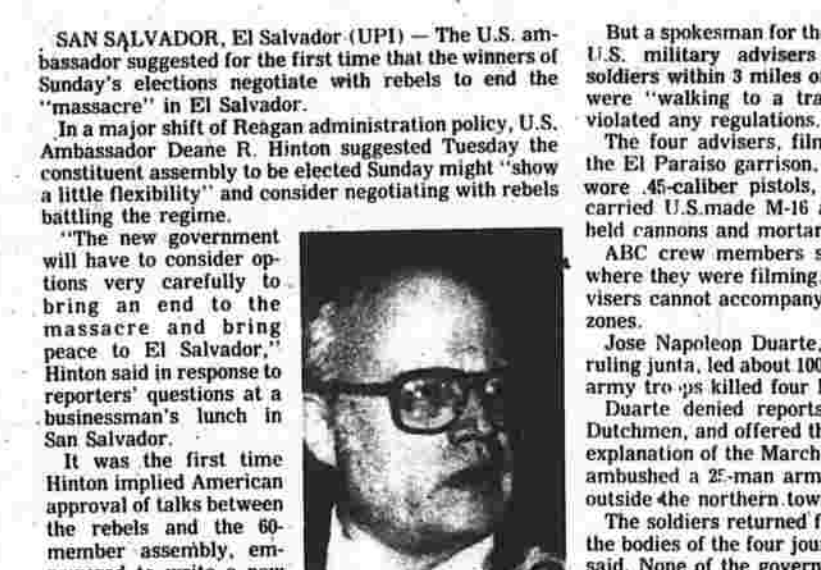 SAN SALVADOR, El Salvador (UPI) — The U.S. am-
bassador suggested for the first time that the winners of
Sunday's elections negotiate with rebels to end the
"massacre" in El Salvador.
In a major shift of Reagan administration policy, U.S.
Ambassador Deane R. Hinton suggested Tuesday the
constituent assembly to be elected Sunday might "show
a little flexibility" and consider negotiating with rebels
battling the regime.
"The new government
will have to consider op-
tions very carefully to
bring an end to the
massacre and bring
peace to El Salvador,"
Hinton said in response to
reporters' questions at a
businessman's lunch in
San Salvador.
It was the first time
Hinton implied American
approval of talks between
the rebels and the 60-
member assembly, em-
But a spokesman for th
U.S. military advisers
soldiers within 3 miles o
were "walking to a tra
violated any regulations.
The four advisers, film
the El Paraiso garrison,
wore .45-caliber pistols,
carried U.S.made M-16 a
held cannons and mortar
ABC crew members s
where they were filming.
visers cannot accompany
zones.
Jose Napoleon Duarte,
ruling junta, led about 100
army troops killed four
Duarte denied reports
Dutchmen, and offered th
explanation of the March
ambushed a 25-man arm
outside the northern tow
The soldiers returned f
the bodies of the four jour
said. None of the govern